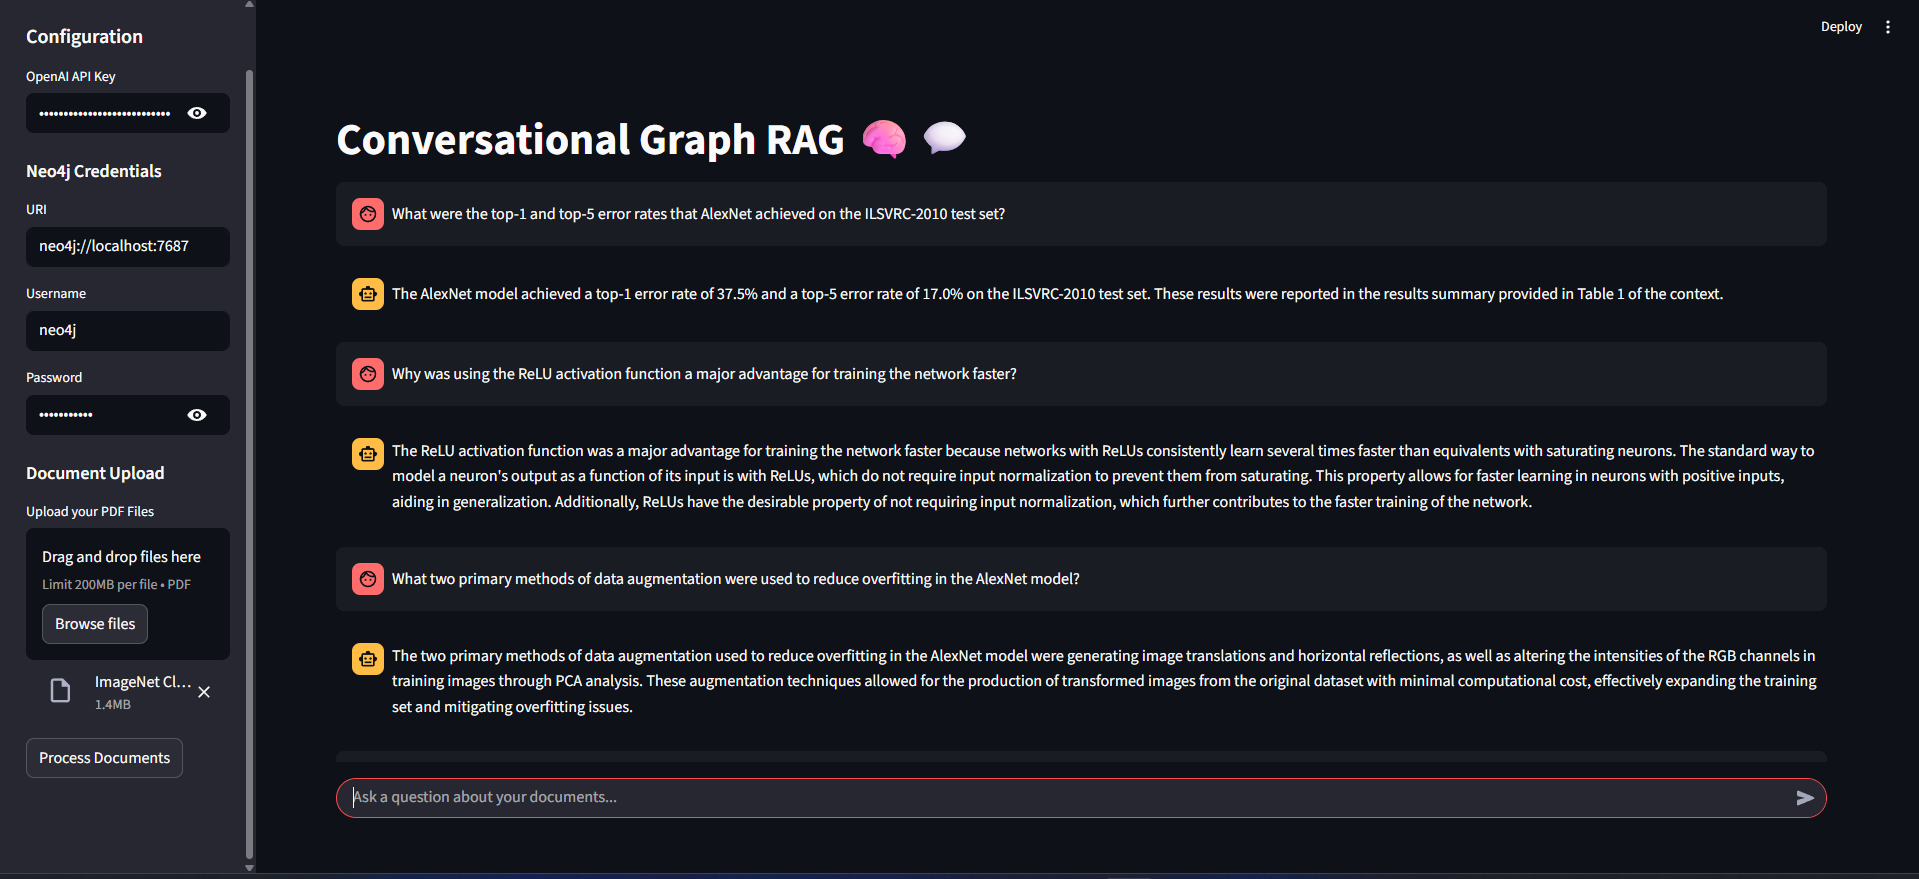 Configuration
OpenAI API Key
••••••••••••••••••••••••••••
Neo4j Credentials
URI
neo4j://localhost:7687
Username
neo4j
Password
•••••••••••
Document Upload
Upload your PDF Files
Drag and drop files here
Limit 200MB per file • PDF
Browse files
ImageNet Cl...
1.4MB
Process Documents
Deploy
Conversational Graph RAG
What were the top-1 and top-5 error rates that AlexNet achieved on the ILSVRC-2010 test set?
The AlexNet model achieved a top-1 error rate of 37.5% and a top-5 error rate of 17.0% on the ILSVRC-2010 test set. These results were reported in the results summary provided in Table 1 of the context.
Why was using the ReLU activation function a major advantage for training the network faster?
The ReLU activation function was a major advantage for training the network faster because networks with ReLUs consistently learn several times faster than equivalents with saturating neurons. The standard way to
model a neuron's output as a function of its input is with ReLUs, which do not require input normalization to prevent them from saturating. This property allows for faster learning in neurons with positive inputs,
aiding in generalization. Additionally, ReLUs have the desirable property of not requiring input normalization, which further contributes to the faster training of the network.
What two primary methods of data augmentation were used to reduce overfitting in the AlexNet model?
The two primary methods of data augmentation used to reduce overfitting in the AlexNet model were generating image translations and horizontal reflections, as well as altering the intensities of the RGB channels in
training images through PCA analysis. These augmentation techniques allowed for the production of transformed images from the original dataset with minimal computational cost, effectively expanding the training
set and mitigating overfitting issues.
Ask a question about your documents...